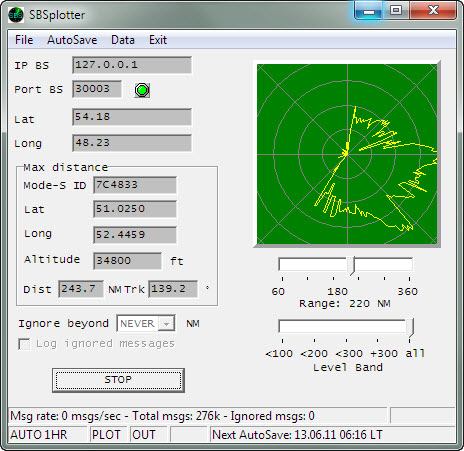 SBSplotter
File AutoSave Data Exit
IP BS 127.0.0.1
Port BS 30003
Lat 54.18
Long 48.23
Max distance
Mode-S ID 7C4833
Lat 51.0250
Long 52.4459
Altitude 34800 ft
Dist 243.7 NM Trk 139.2 °
Ignore beyond NEVER NM
Log ignored messages
STOP
60 180 360
Range: 220 NM
<100 <200 <300 +300 all
Level Band
Msg rate: 0 msgs/sec - Total msgs: 276k - Ignored msgs: 0
AUTO 1HR PLOT OUT Next AutoSave: 13.06.11 06:16 LT